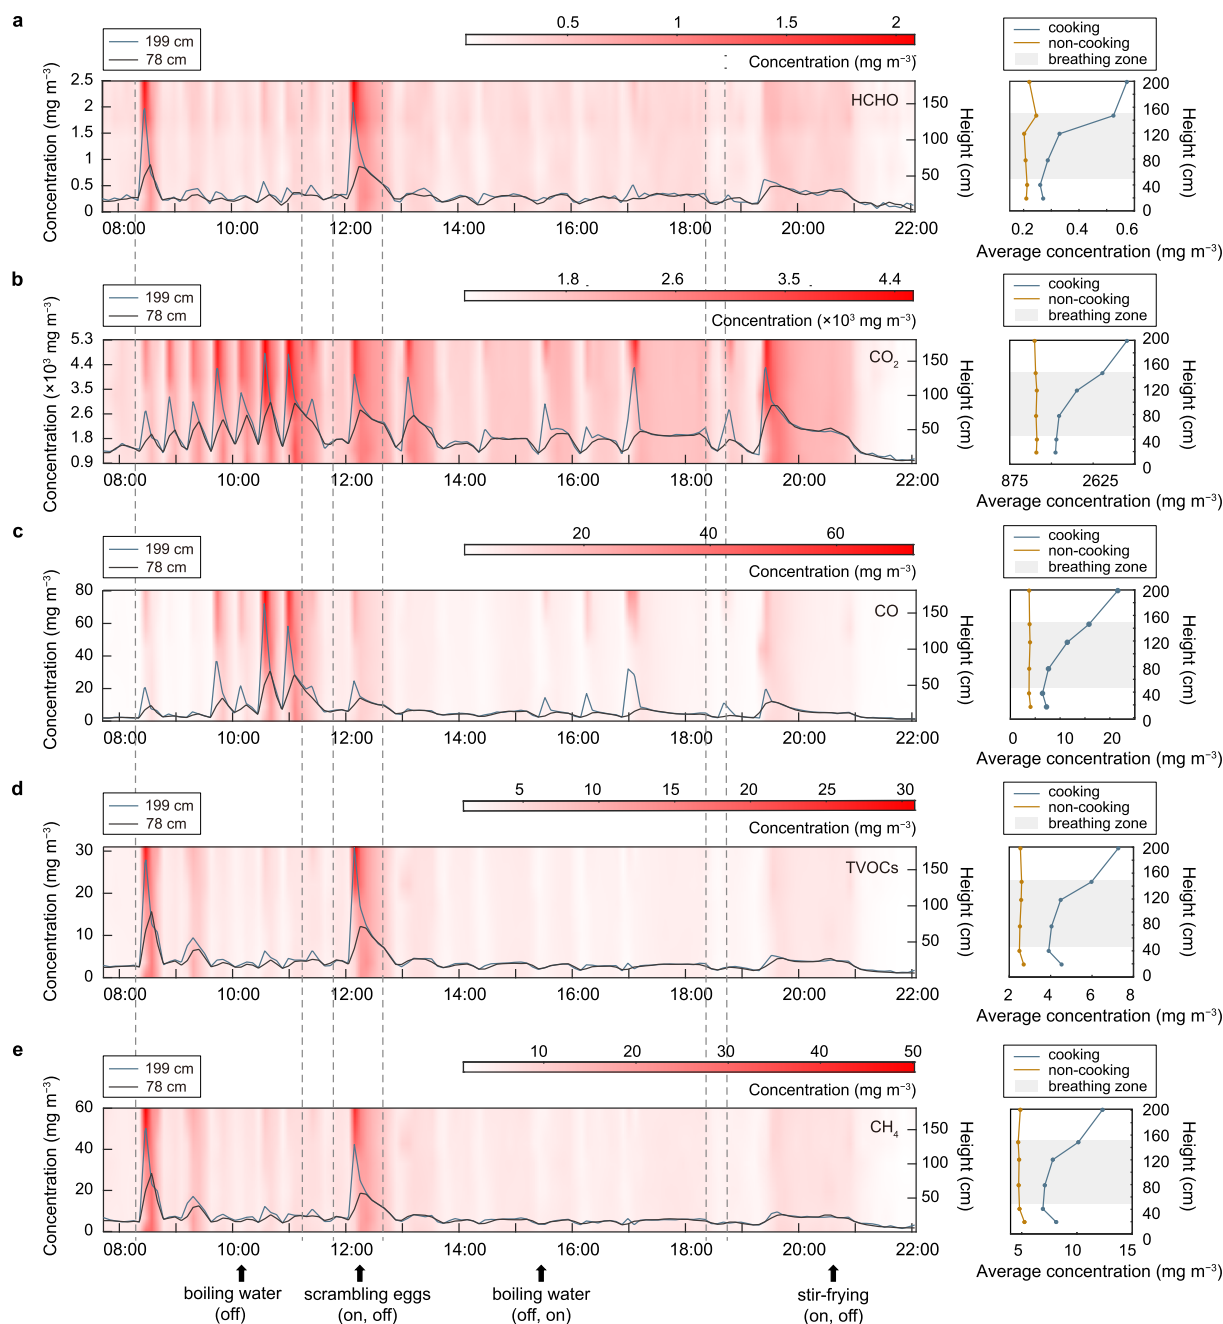 a
0.5 1 1.5 2
Concentration (mg m⁻³)
199 cm
78 cm
cooking
non-cooking
breathing zone
Concentration (mg m⁻³)
2.5
2
1.5
1
0.5
0
HCHO
150
100
50
Height (cm)
08:00 10:00 12:00 14:00 16:00 18:00 20:00 22:00
200
160
120
80
40
0
Height (cm)
0.2 0.4 0.6
Average concentration (mg m⁻³)
b
1.8 2.6 3.5 4.4
Concentration (×10³ mg m⁻³)
199 cm
78 cm
cooking
non-cooking
breathing zone
Concentration (×10³ mg m⁻³)
5.3
4.4
3.5
2.6
1.8
0.9
CO₂
150
100
50
Height (cm)
08:00 10:00 12:00 14:00 16:00 18:00 20:00 22:00
200
160
120
80
40
0
Height (cm)
875 2625
Average concentration (mg m⁻³)
c
20 40 60
Concentration (mg m⁻³)
199 cm
78 cm
cooking
non-cooking
breathing zone
Concentration (mg m⁻³)
80
60
40
20
0
CO
150
100
50
Height (cm)
08:00 10:00 12:00 14:00 16:00 18:00 20:00 22:00
200
160
120
80
40
0
Height (cm)
0 10 20
Average concentration (mg m⁻³)
d
5 10 15 20 25 30
Concentration (mg m⁻³)
199 cm
78 cm
cooking
non-cooking
breathing zone
Concentration (mg m⁻³)
30
20
10
0
TVOCs
150
100
50
Height (cm)
08:00 10:00 12:00 14:00 16:00 18:00 20:00 22:00
200
160
120
80
40
0
Height (cm)
2 4 6 8
Average concentration (mg m⁻³)
e
10 20 30 40 50
Concentration (mg m⁻³)
199 cm
78 cm
cooking
non-cooking
breathing zone
Concentration (mg m⁻³)
60
40
20
0
CH₄
150
100
50
Height (cm)
08:00 10:00 12:00 14:00 16:00 18:00 20:00 22:00
200
160
120
80
40
0
Height (cm)
5 10 15
Average concentration (mg m⁻³)
boiling water
(off)
scrambling eggs
(on, off)
boiling water
(off, on)
stir-frying
(on, off)